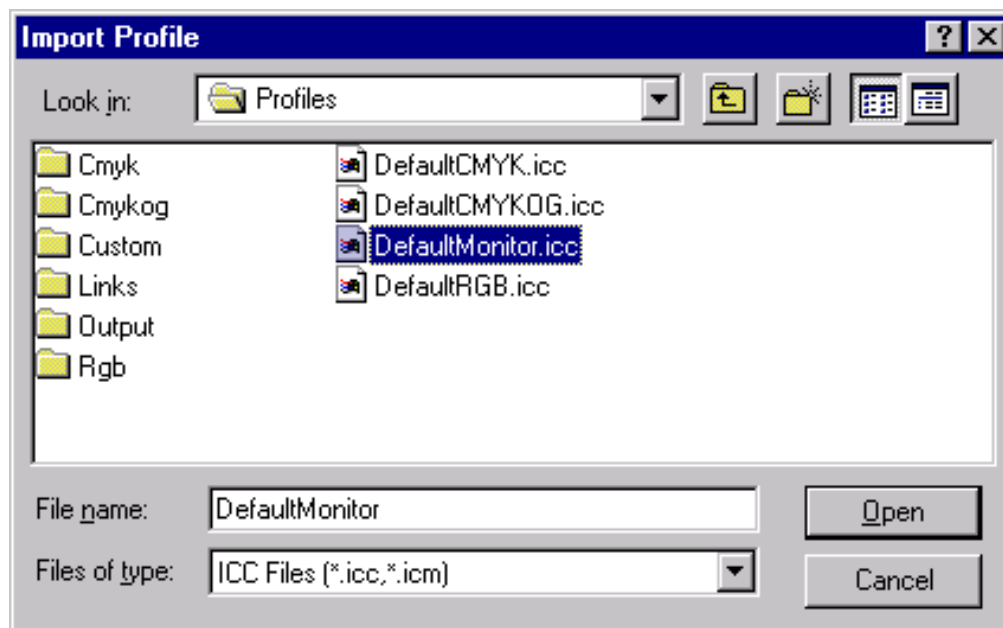 Import Profile
Look in: Profiles
Cmyk
Cmykog
Custom
Links
Output
Rgb
DefaultCMYK.icc
DefaultCMYKOG.icc
DefaultMonitor.icc
DefaultRGB.icc
File name: DefaultMonitor Open
Files of type: ICC Files (*.icc,*.icm) Cancel